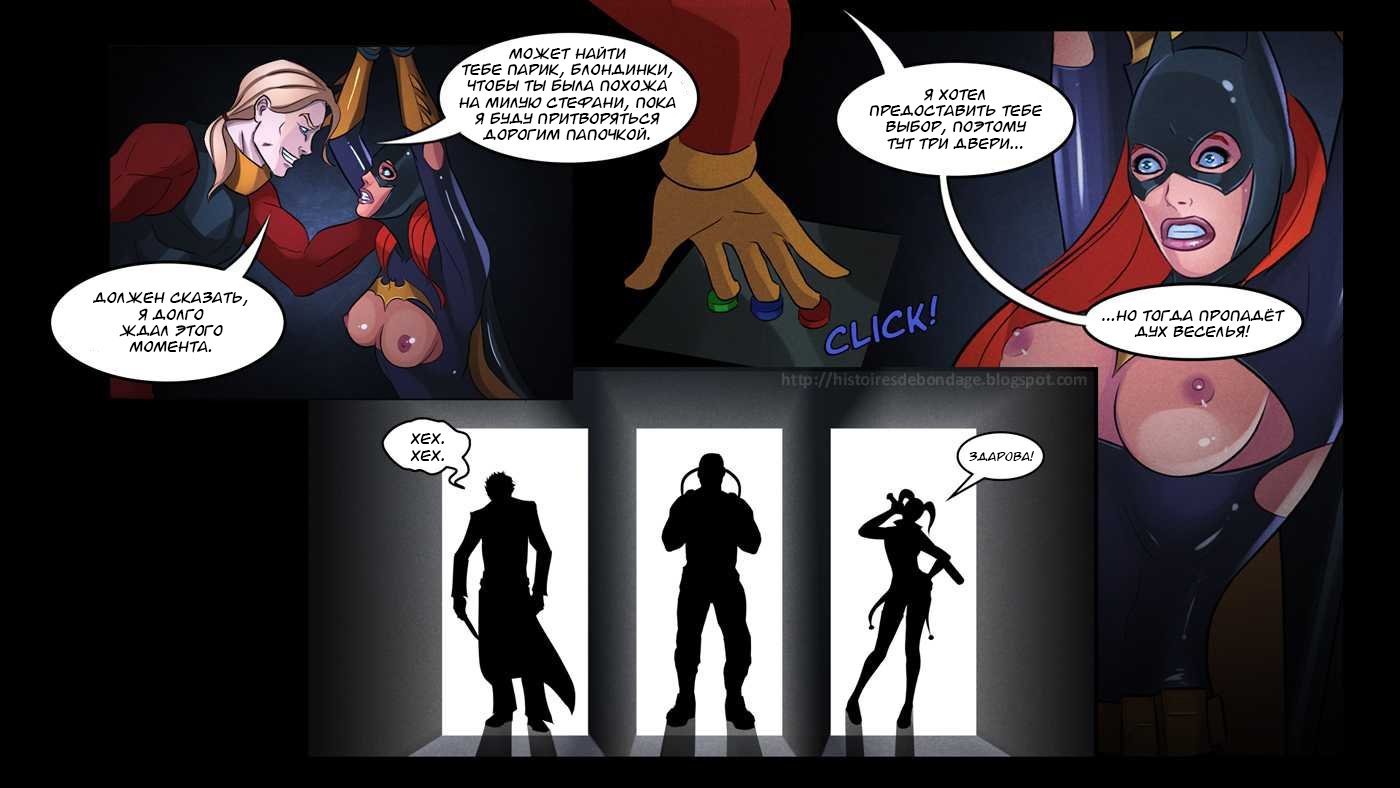 ДОЛЖЕН СКАЗАТЬ,
Я ДОЛГО
ЖДАЛ ЭТОГО
МОМЕНТА.
МОЖЕТ НАЙТИ
ТЕБЕ ПАРИК, БЛОНДИНКИ,
ЧТОБЫ ТЫ БЫЛА ПОХОЖА
НА МИЛУЮ СТЕФАНИ, ПОКА
Я БУДУ ПРИТВОРЯТЬСЯ
ДОРОГИМ ПАПОЧКОЙ.
CLICK!
Я ХОТЕЛ
ПРЕДОСТАВИТЬ ТЕБЕ
ВЫБОР, ПОЭТОМУ
ТУТ ТРИ ДВЕРИ...
...НО ТОГДА ПРОПАДЁТ
ДУХ ВЕСЕЛЬЯ!
http://histoiresdebondage.blogspot.com
ХЕХ.
ХЕХ.
ЗДАРОВА!